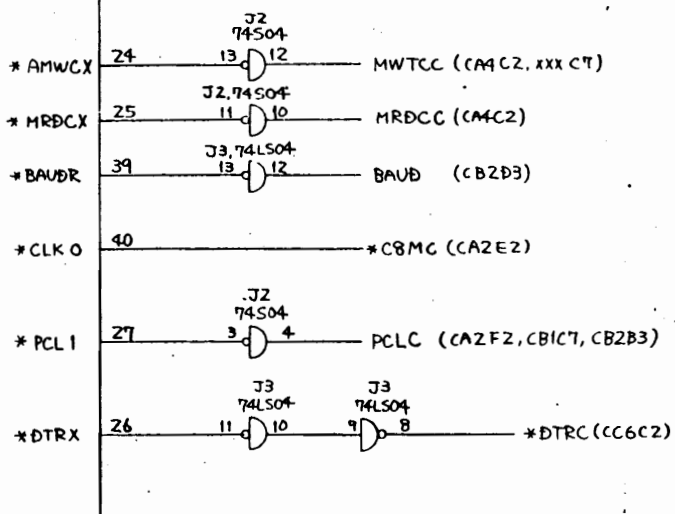 J2
74S04
* AMWCX 24 13 12 MWTCC (CA4C2, xxx C7)
J2, 74S04
* MRDCX 25 11 10 MRDCC (CA4C2)
J3, 74LS04
* BAUDR 39 13 12 BAUD (CB2D3)
* CLK 0 40 * C8MC (CA2E2)
J2
74S04
* PCL 1 27 3 4 PCLC (CA2F2, CB1C7, CB2B3)
J3 J3
74LS04 74LS04
* DTRX 26 11 10 9 8 * DTRC (CC6C2)